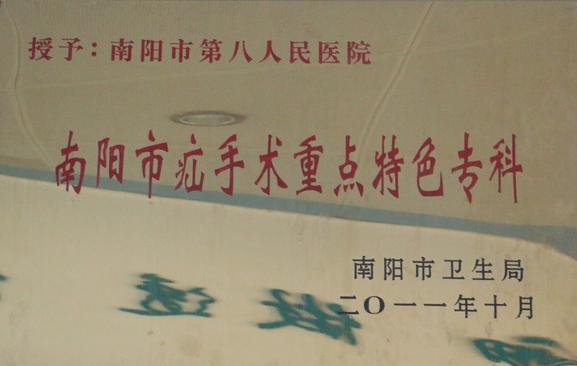 授予：南阳市第八人民医院
南阳市疝手术重点特色专科
南阳市卫生局
二〇一一年十月